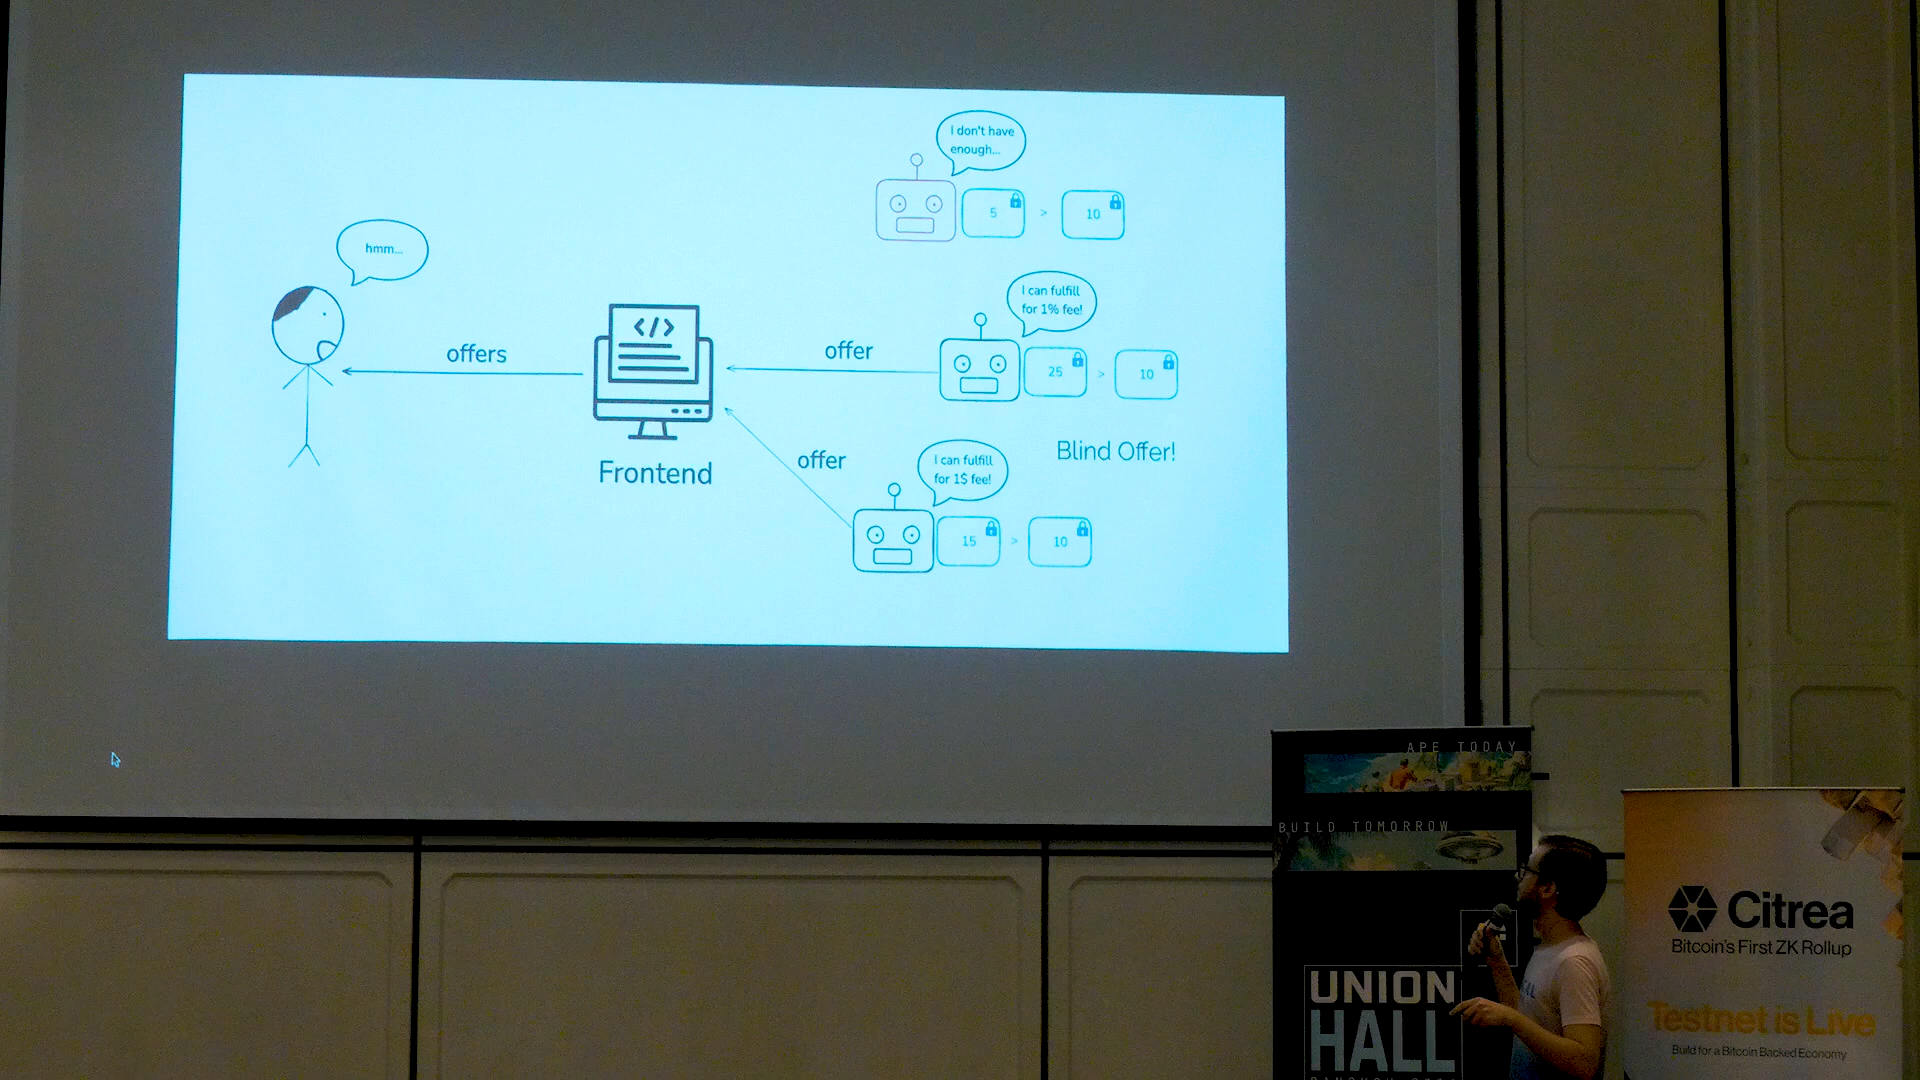 I don't have
enough...
5 > 10
hmm...
I can fulfill
for 1% fee!
</>
offers
offer
25 > 10
Blind Offer!
offer
I can fulfill
for 1$ fee!
Frontend
15 > 10
APE TODAY
BUILD TOMORROW
Citrea
Bitcoin's First ZK Rollup
UNION
HALL
Testnet is Live
Build for a Bitcoin Backed Economy